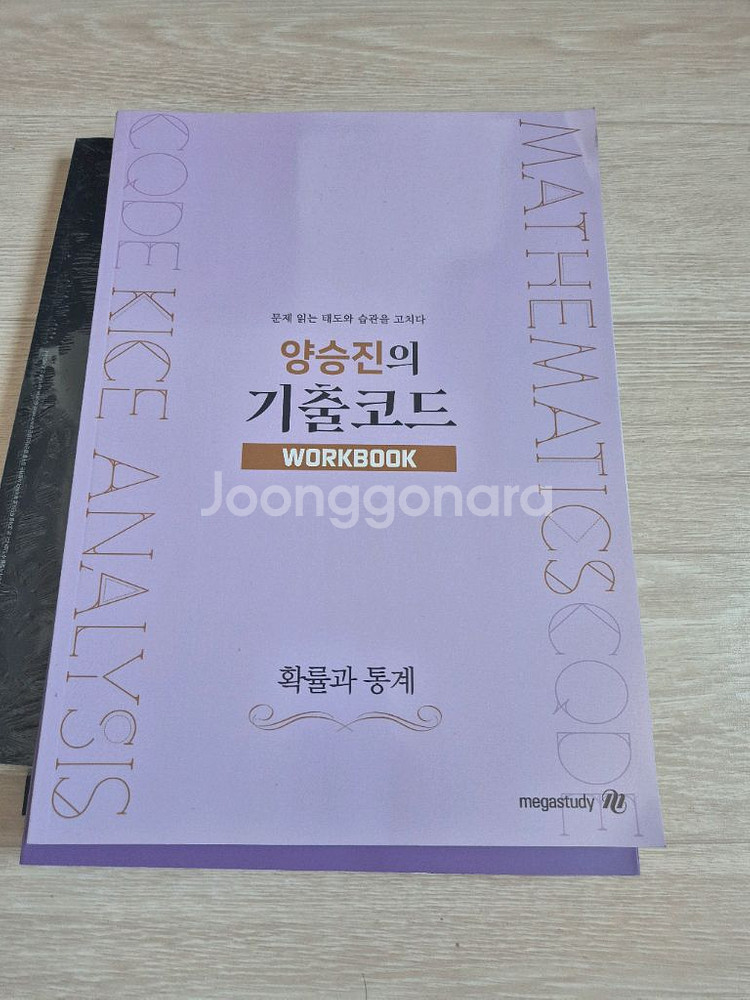 CODE KICE ANALYSIS
MATHEMATICS CODE
문제 읽는 태도와 습관을 고치다
양승진의
기출코드
WORKBOOK
Joonggonara
확률과 통계
megastudy